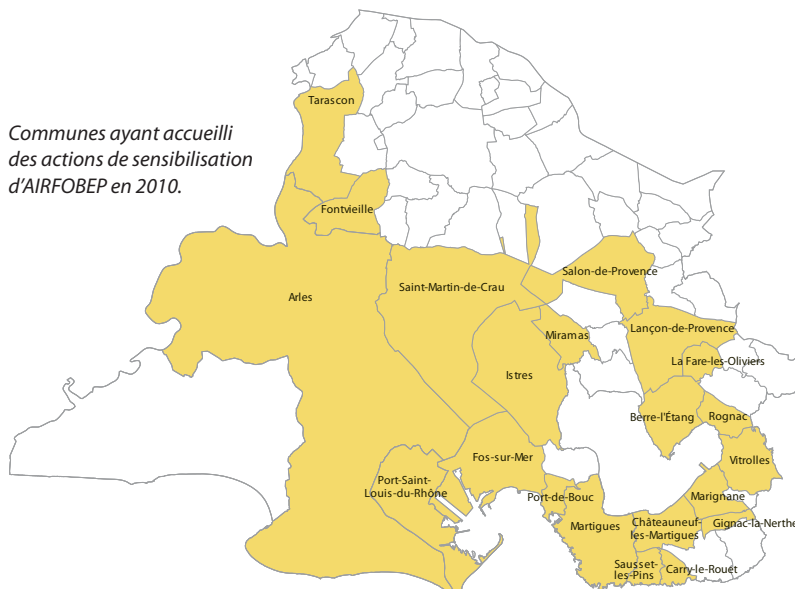 Communes ayant accueilli
des actions de sensibilisation
d'AIRFOBEP en 2010.
Tarascon
Fontvieille
Arles
Saint-Martin-de-Crau
Salon-de-Provence
Miramas
Lançon-de-Provence
La Fare-les-Oliviers
Istres
Berre-l'Étang
Rognac
Fos-sur-Mer
Vitrolles
Port-Saint-
Louis-du-Rhône
Port-de-Bouc
Marignane
Martigues
Châteauneuf-
les-Martigues
Gignac-la-Nerthe
Sausset-
les-Pins
Carry-le-Rouet